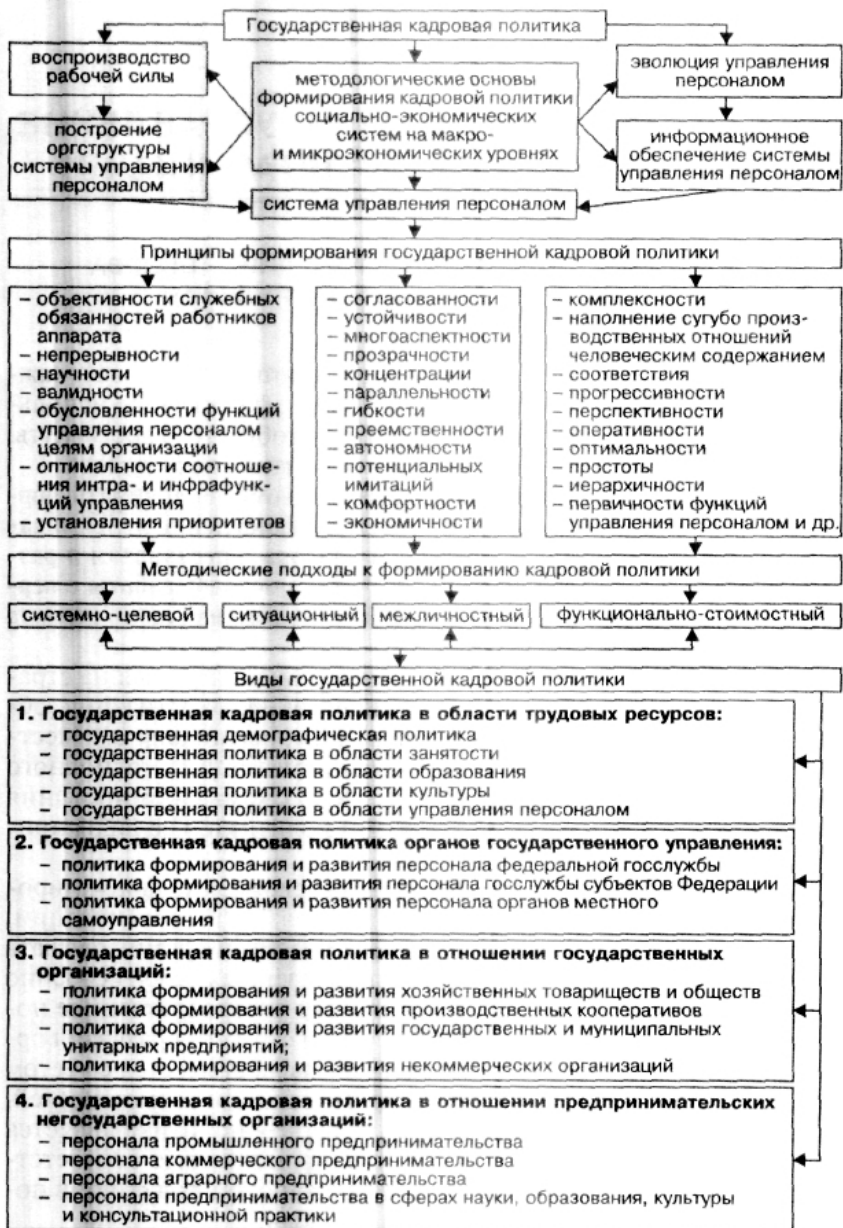 Государственная кадровая политика
воспроизводство
рабочей силы
методологические основы
формирования кадровой политики
социально-экономических
систем на макро-
и микроэкономических уровнях
эволюция управления
персоналом
построение
оргструктуры
системы управления
персоналом
информационное
обеспечение системы
управления персоналом
система управления персоналом
Принципы формирования государственной кадровой политики
– объективности служебных
обязанностей работников
аппарата
– непрерывности
– научности
– валидности
– обусловленности функций
управления персоналом
целям организации
– оптимальности соотноше-
ния интра- и инфрафунк-
ций управления
– установления приоритетов
– согласованности
– устойчивости
– многоаспектности
– прозрачности
– концентрации
– параллельности
– гибкости
– преемственности
– автономности
– потенциальных
имитаций
– комфортности
– экономичности
– комплексности
– наполнение сугубо произ-
водственных отношений
человеческим содержанием
– соответствия
– прогрессивности
– перспективности
– оперативности
– оптимальности
– простоты
– иерархичности
– первичности функций
управления персоналом и др.
Методические подходы к формированию кадровой политики
системно-целевой
ситуационный
межличностный
функционально-стоимостный
Виды государственной кадровой политики
1. Государственная кадровая политика в области трудовых ресурсов:
– государственная демографическая политика
– государственная политика в области занятости
– государственная политика в области образования
– государственная политика в области культуры
– государственная политика в области управления персоналом
2. Государственная кадровая политика органов государственного управления:
– политика формирования и развития персонала федеральной госслужбы
– политика формирования и развития персонала госслужбы субъектов Федерации
– политика формирования и развития персонала органов местного
самоуправления
3. Государственная кадровая политика в отношении государственных
организаций:
– политика формирования и развития хозяйственных товариществ и обществ
– политика формирования и развития производственных кооперативов
– политика формирования и развития государственных и муниципальных
унитарных предприятий;
– политика формирования и развития некоммерческих организаций
4. Государственная кадровая политика в отношении предпринимательских
негосударственных организаций:
– персонала промышленного предпринимательства
– персонала коммерческого предпринимательства
– персонала аграрного предпринимательства
– персонала предпринимательства в сферах науки, образования, культуры
и консультационной практики